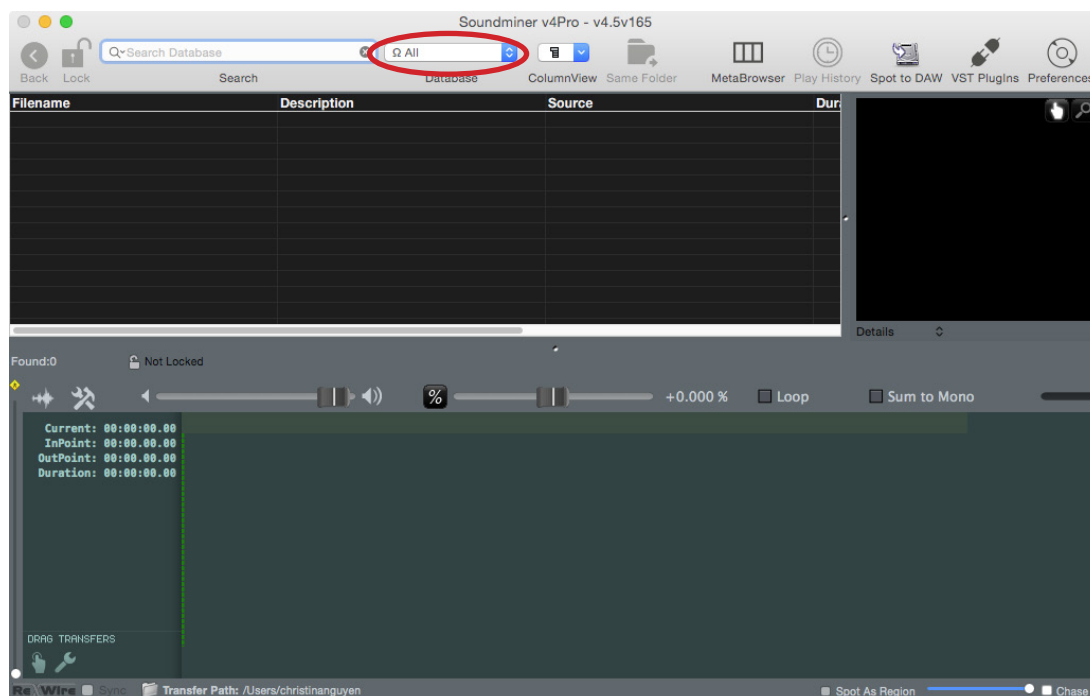 Soundminer v4Pro - v4.5v165
Search Database
Ω All
Back Lock Search Database ColumnView Same Folder MetaBrowser Play History Spot to DAW VST PlugIns Preferences
Filename Description Source Dura
Details
Found:0 Not Locked
% +0.000 % Loop Sum to Mono
Current: 00:00:00.00
InPoint: 00:00.00.00
OutPoint: 00:00.00.00
Duration: 00:00:00.00
DRAG TRANSFERS
ReWire Sync Transfer Path: /Users/christinanguyen Spot As Region Chase